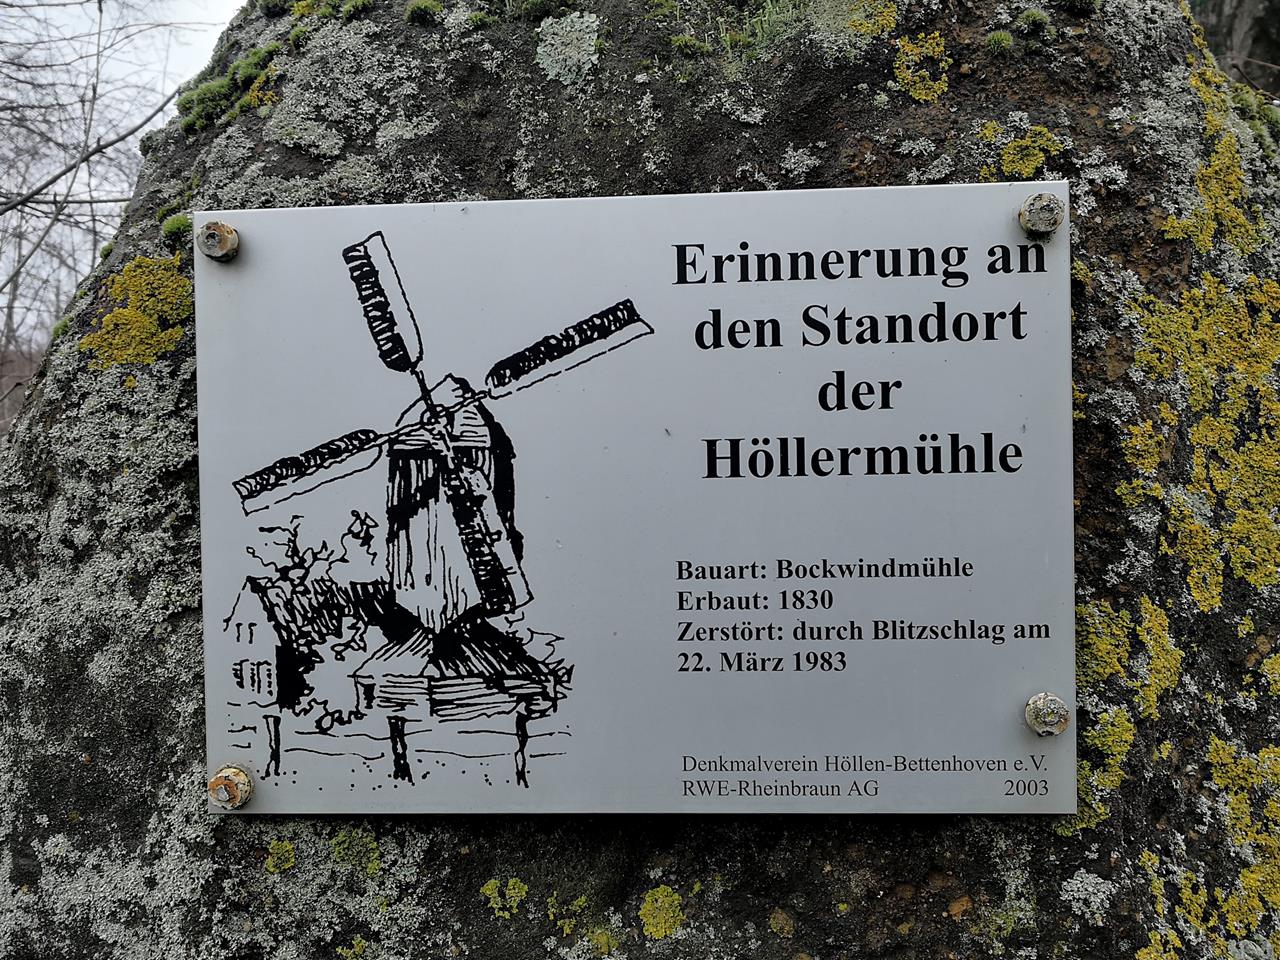 Erinnerung an
den Standort
der
Höllermühle
Bauart: Bockwindmühle
Erbaut: 1830
Zerstört: durch Blitzschlag am
22. März 1983
Denkmalverein Höllen-Bettenhoven e.V.
RWE-Rheinbraun AG 2003